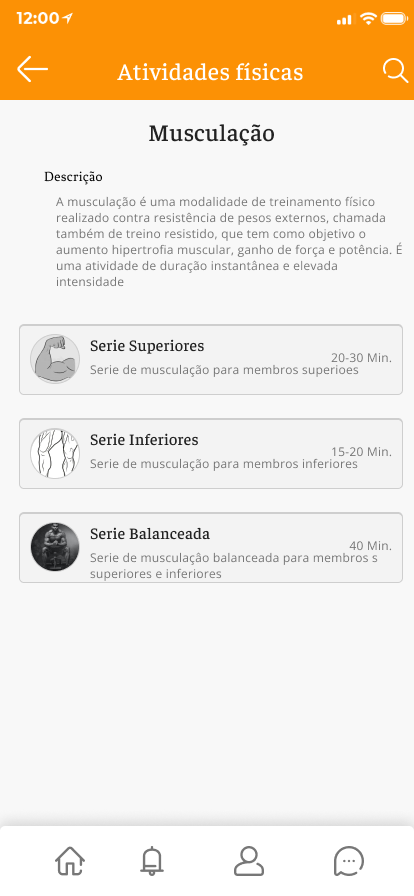 12:00
Atividades físicas
Musculação
Descrição
A musculação é uma modalidade de treinamento físico
realizado contra resistência de pesos externos, chamada
também de treino resistido, que tem como objetivo o
aumento hipertrofia muscular, ganho de força e potência. É
uma atividade de duração instantânea e elevada
intensidade
Serie Superiores
20-30 Min.
Serie de musculação para membros superioes
Serie Inferiores
15-20 Min.
Serie de musculação para membros inferiores
Serie Balanceada
40 Min.
Serie de musculaçâo balanceada para membros s
superiores e inferiores